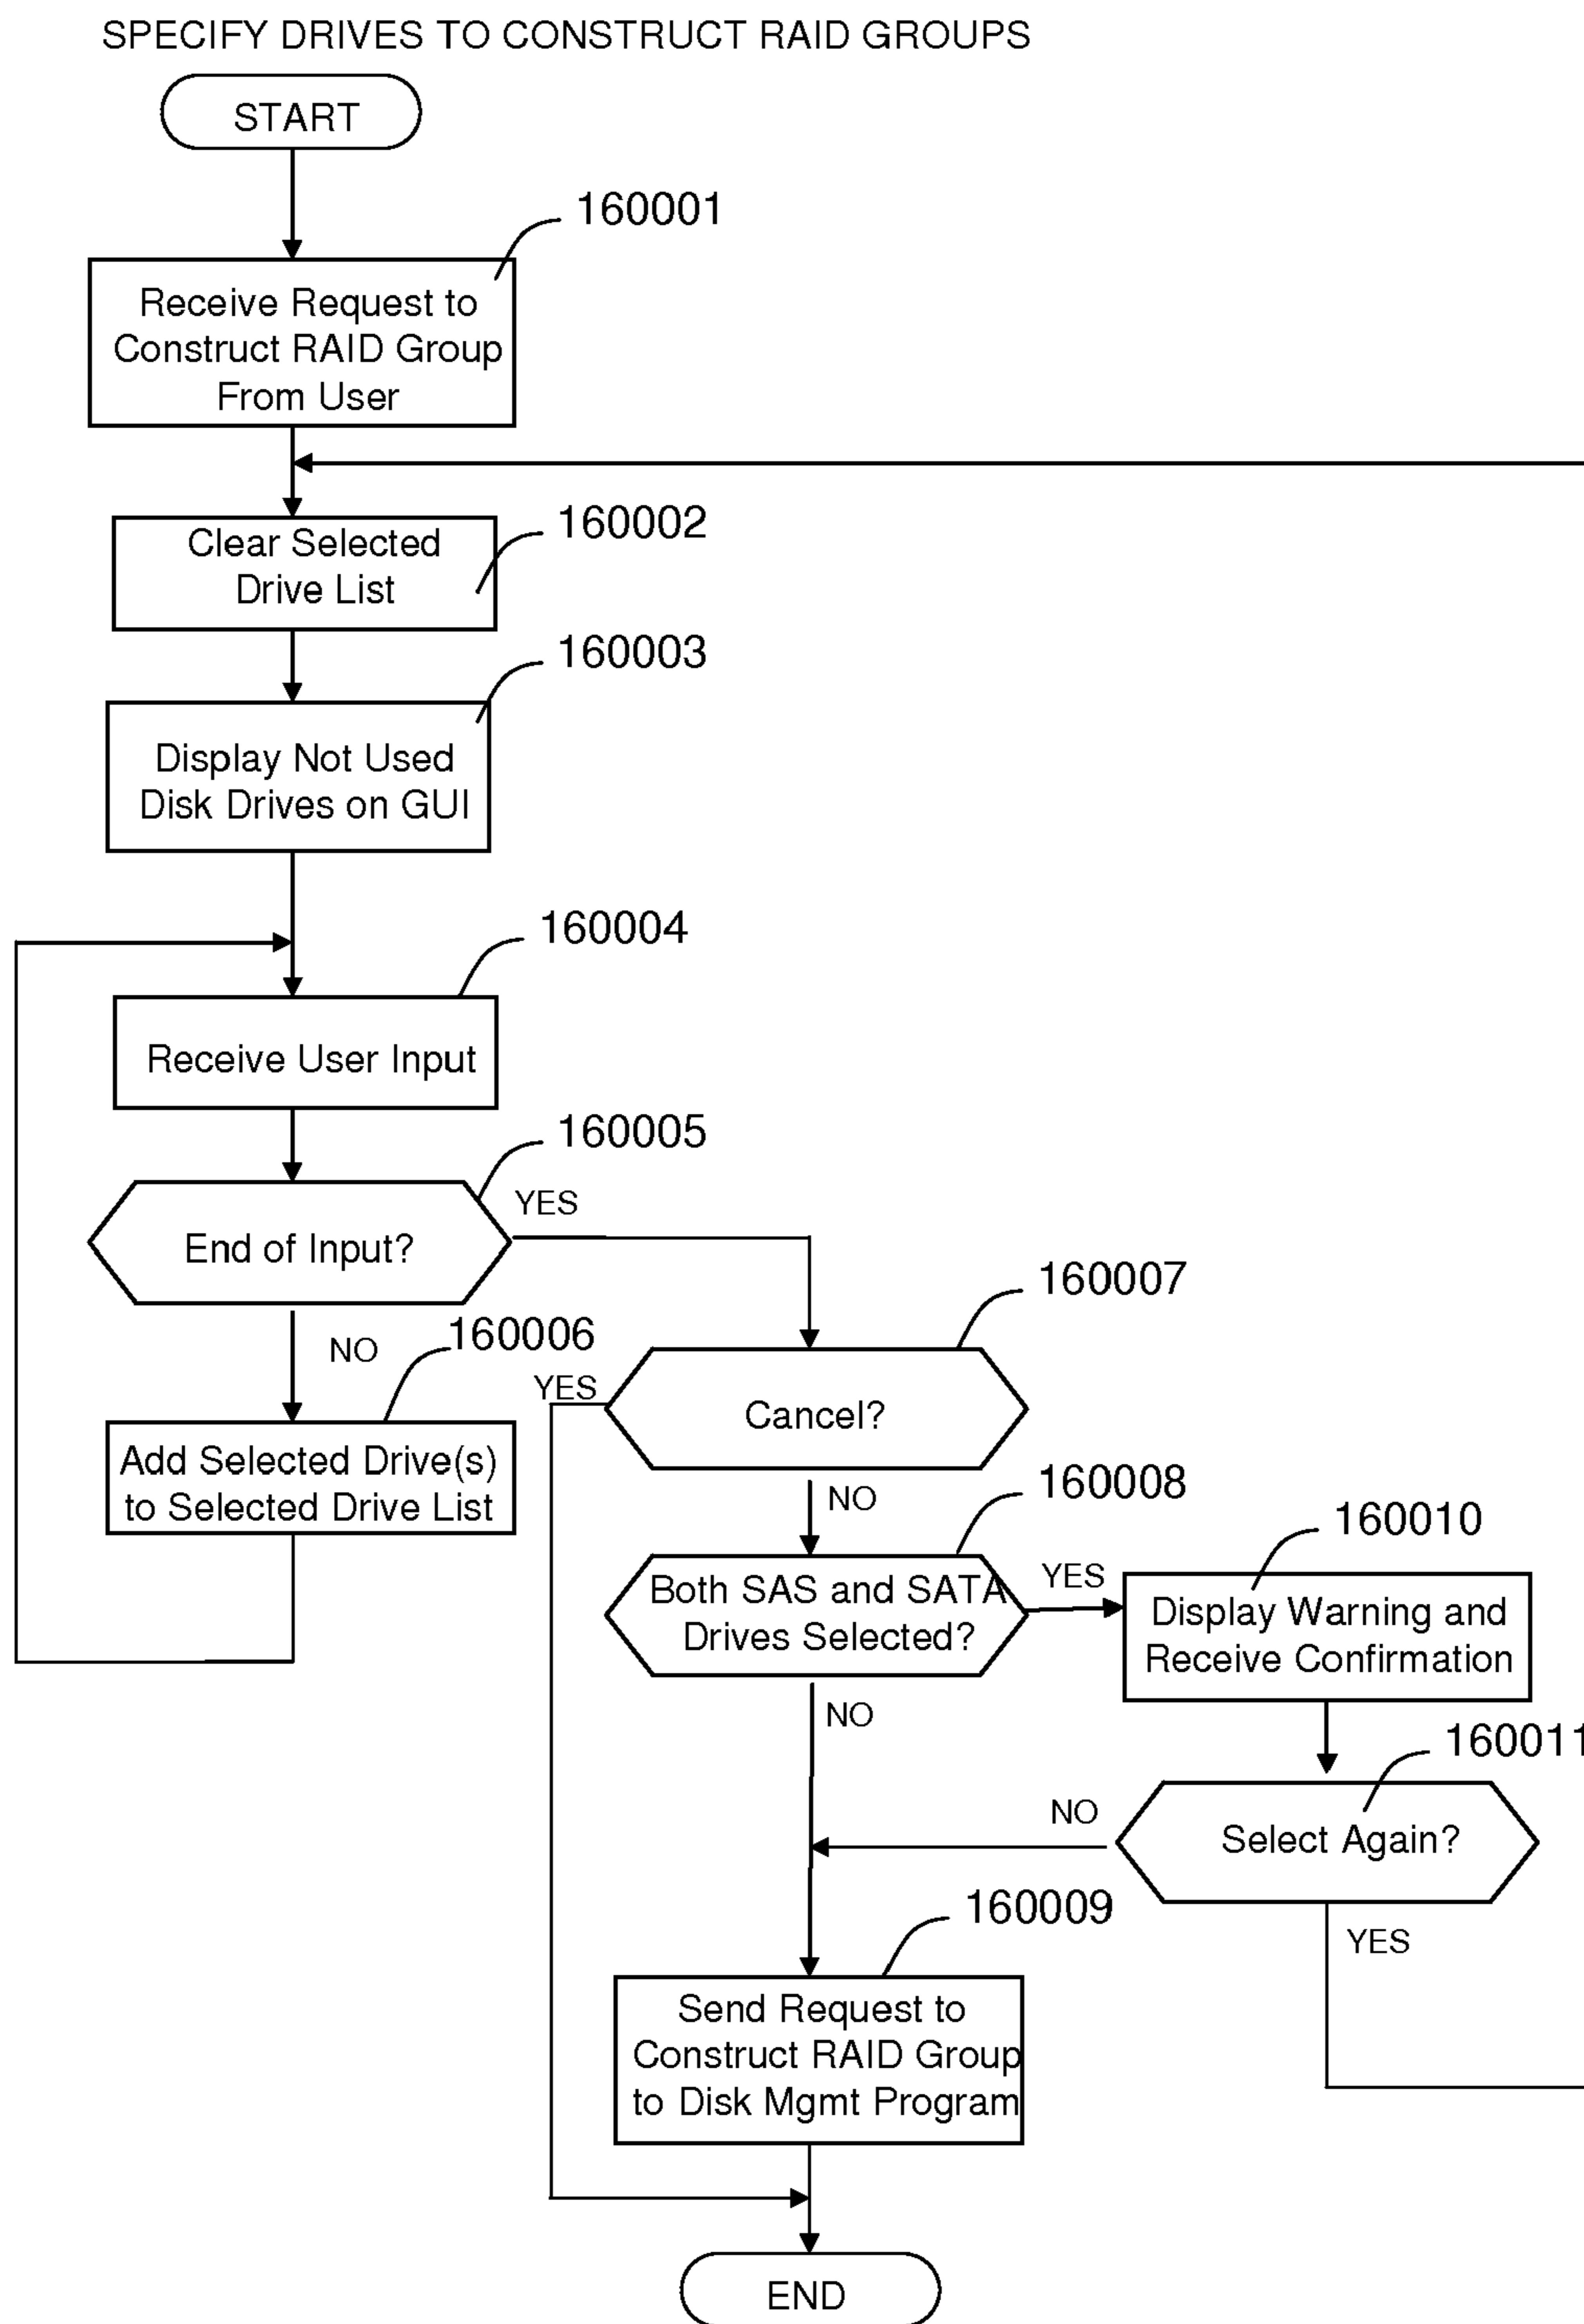 SPECIFY DRIVES TO CONSTRUCT RAID GROUPS
START
160001
Receive Request to
Construct RAID Group
From User
160002
Clear Selected
Drive List
160003
Display Not Used
Disk Drives on GUI
160004
Receive User Input
160005
End of Input?
YES
NO
160006
Add Selected Drive(s)
to Selected Drive List
160007
Cancel?
YES
NO
160008
Both SAS and SATA
Drives Selected?
YES
NO
160010
Display Warning and
Receive Confirmation
160011
Select Again?
NO
YES
160009
Send Request to
Construct RAID Group
to Disk Mgmt Program
END